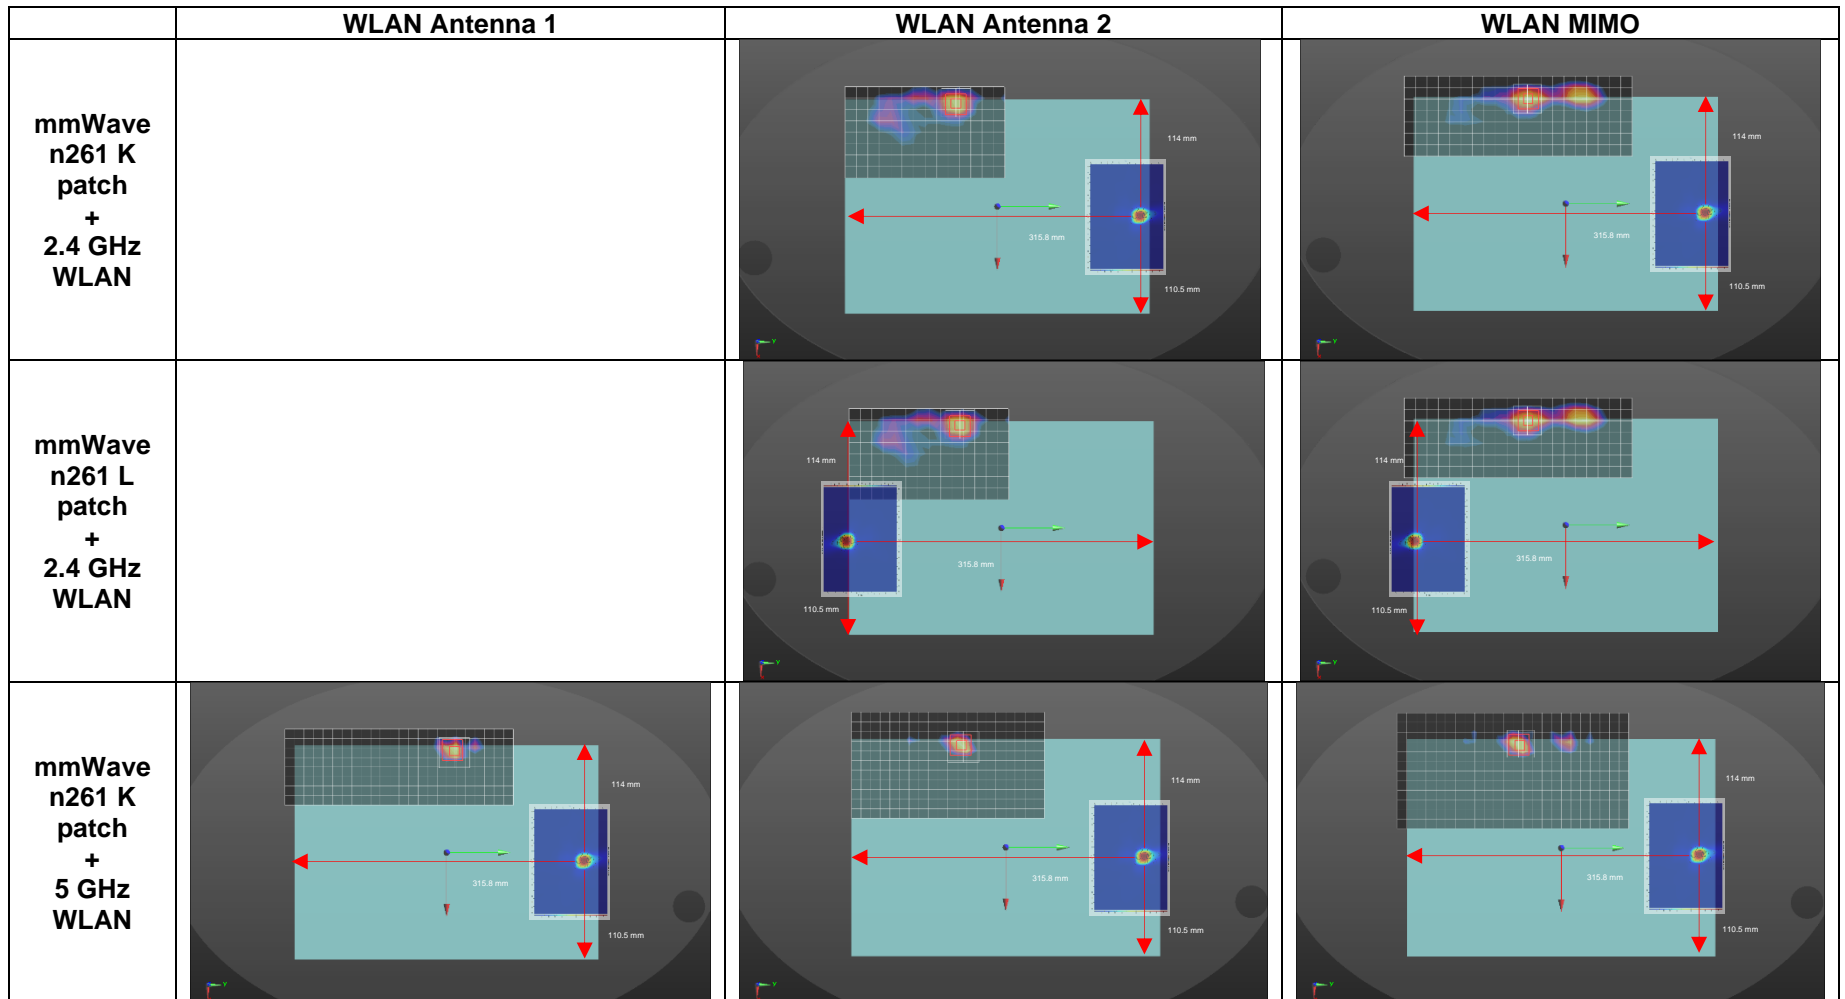 WLAN Antenna 1
WLAN Antenna 2
WLAN MIMO
mmWave
n261 K
patch
+
2.4 GHz
WLAN
114 mm
315.8 mm
110.5 mm
Y
114 mm
315.8 mm
110.5 mm
Y
mmWave
n261 L
patch
+
2.4 GHz
WLAN
114 mm
315.8 mm
110.5 mm
Y
114 mm
315.8 mm
110.5 mm
Y
mmWave
n261 K
patch
+
5 GHz
WLAN
114 mm
315.8 mm
110.5 mm
Y
114 mm
315.8 mm
110.5 mm
Y
114 mm
315.8 mm
110.5 mm
Y